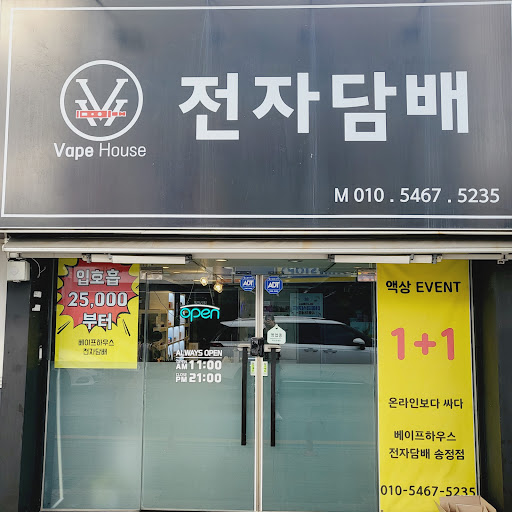 전자담배
Vape House
M 010 . 5467 . 5235
입호흡
25,000
부터
베이프하우스
전자담배
open
ADT
ADT
ALWAYS OPEN
AM 11:00
PM 21:00
액상 EVENT
1+1
온라인보다 싸다
베이프하우스
전자담배 송정점
010-5467-5235